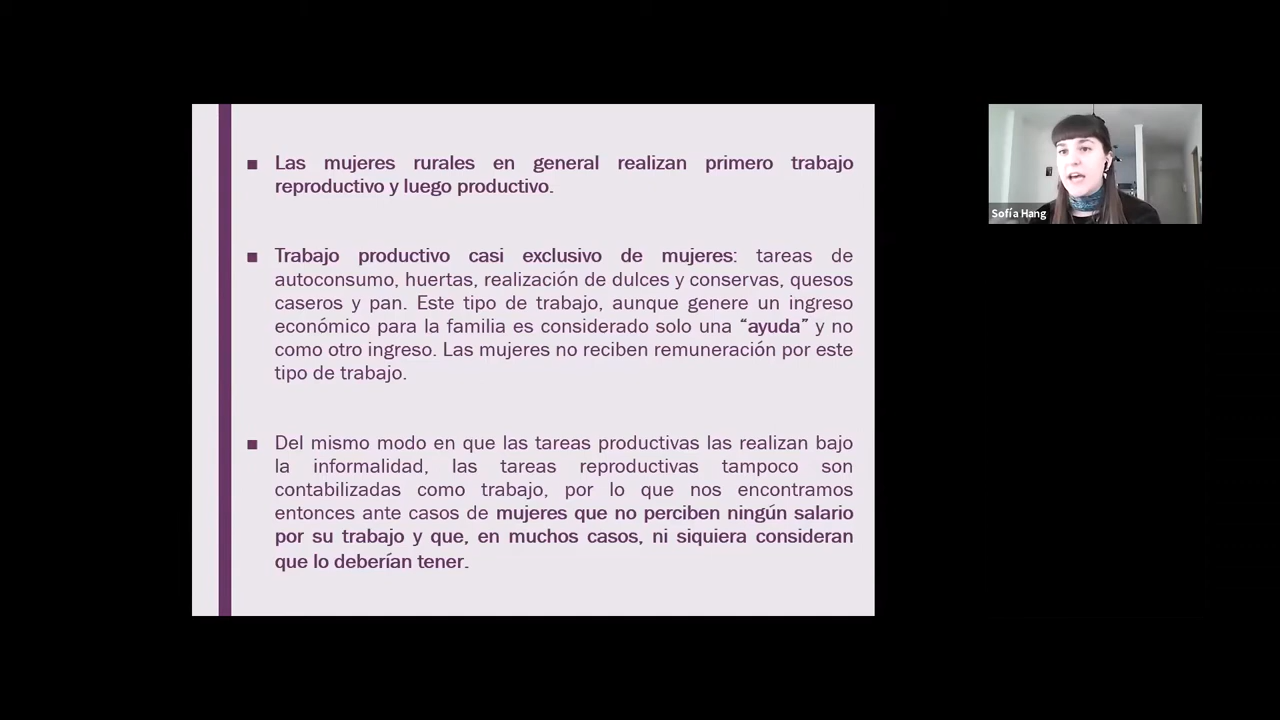 ■ Las mujeres rurales en general realizan primero trabajo
reproductivo y luego productivo.
■ Trabajo productivo casi exclusivo de mujeres: tareas de
autoconsumo, huertas, realización de dulces y conservas, quesos
caseros y pan. Este tipo de trabajo, aunque genere un ingreso
económico para la familia es considerado solo una “ayuda” y no
como otro ingreso. Las mujeres no reciben remuneración por este
tipo de trabajo.
■ Del mismo modo en que las tareas productivas las realizan bajo
la informalidad, las tareas reproductivas tampoco son
contabilizadas como trabajo, por lo que nos encontramos
entonces ante casos de mujeres que no perciben ningún salario
por su trabajo y que, en muchos casos, ni siquiera consideran
que lo deberían tener.
Sofía Hang